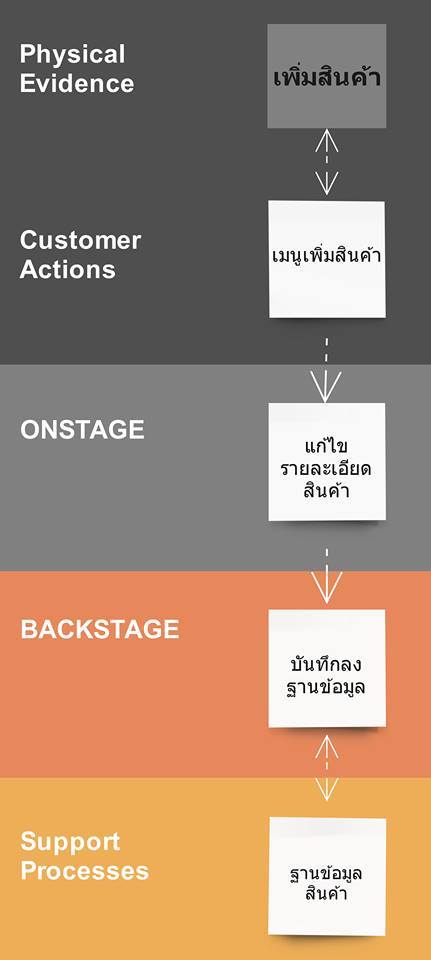 Physical
Evidence
เพิ่มสินค้า
Customer
Actions
เมนูเพิ่มสินค้า
ONSTAGE
แก้ไข
รายละเอียด
สินค้า
BACKSTAGE
บันทึกลง
ฐานข้อมูล
Support
Processes
ฐานข้อมูล
สินค้า